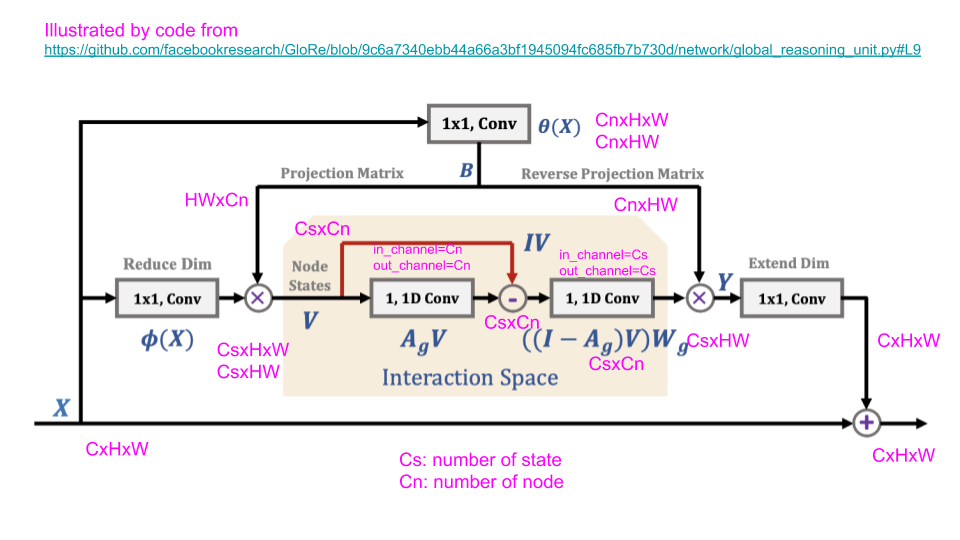 Illustrated by code from
https://github.com/facebookresearch/GloRe/blob/9c6a7340ebb44a66a3bf1945094fc685fb7b730d/network/global_reasoning_unit.py#L9
1x1, Conv
θ(X)
CnxHxW
CnxHW
B
Projection Matrix
Reverse Projection Matrix
HWxCn
CnxHW
CsxCn
IV
in_channel=Cn
out_channel=Cn
in_channel=Cs
out_channel=Cs
Reduce Dim
Node
States
Extend Dim
1x1, Conv
×
1, 1D Conv
-
1, 1D Conv
×
Y
1x1, Conv
ϕ(X)
V
A_gV
CsxCn
((I − A_g)V)W_g
CsxHW
CxHxW
CsxHxW
CsxHW
CsxCn
Interaction Space
X
+
CxHxW
CxHxW
Cs: number of state
Cn: number of node